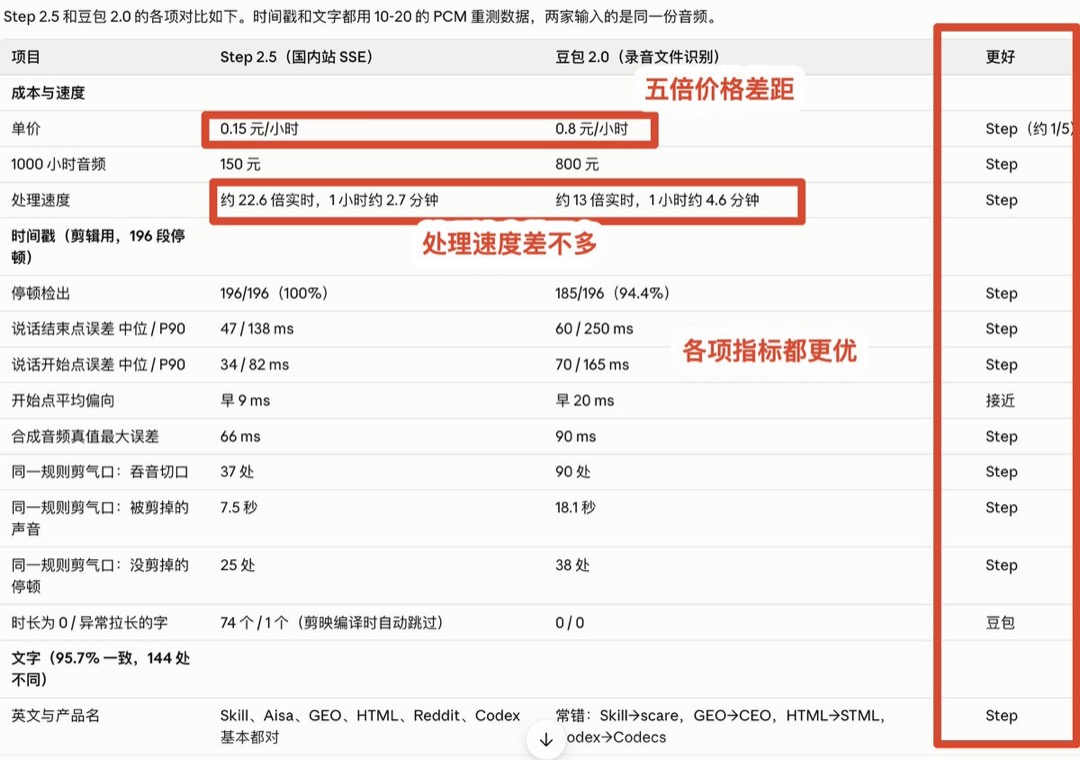 Step 2.5 和豆包 2.0 的各项对比如下。时间戳和文字都用 10-20 的 PCM 重测数据，两家输入的是同一份音频。
项目 Step 2.5（国内站 SSE） 豆包 2.0（录音文件识别） 更好
五倍价格差距
成本与速度
单价 0.15 元/小时 0.8 元/小时 Step（约 1/5）
1000 小时音频 150 元 800 元 Step
处理速度 约 22.6 倍实时，1 小时约 2.7 分钟 约 13 倍实时，1 小时约 4.6 分钟 Step
处理速度差不多
时间戳（剪辑用，196 段停
顿）
停顿检出 196/196（100%） 185/196（94.4%） Step
说话结束点误差 中位 / P90 47 / 138 ms 60 / 250 ms Step
各项指标都更优
说话开始点误差 中位 / P90 34 / 82 ms 70 / 165 ms Step
开始点平均偏向 早 9 ms 早 20 ms 接近
合成音频真值最大误差 66 ms 90 ms Step
同一规则剪气口：吞音切口 37 处 90 处 Step
同一规则剪气口：被剪掉的
声音 7.5 秒 18.1 秒 Step
同一规则剪气口：没剪掉的
停顿 25 处 38 处 Step
时长为 0 / 异常拉长的字 74 个 / 1 个（剪映编译时自动跳过） 0 / 0 豆包
文字（95.7% 一致，144 处
不同）
英文与产品名 Skill、Aisa、GEO、HTML、Reddit、Codex 常错：Skill→scare，GEO→CEO，HTML→STML， Step
基本都对 odex→Codecs